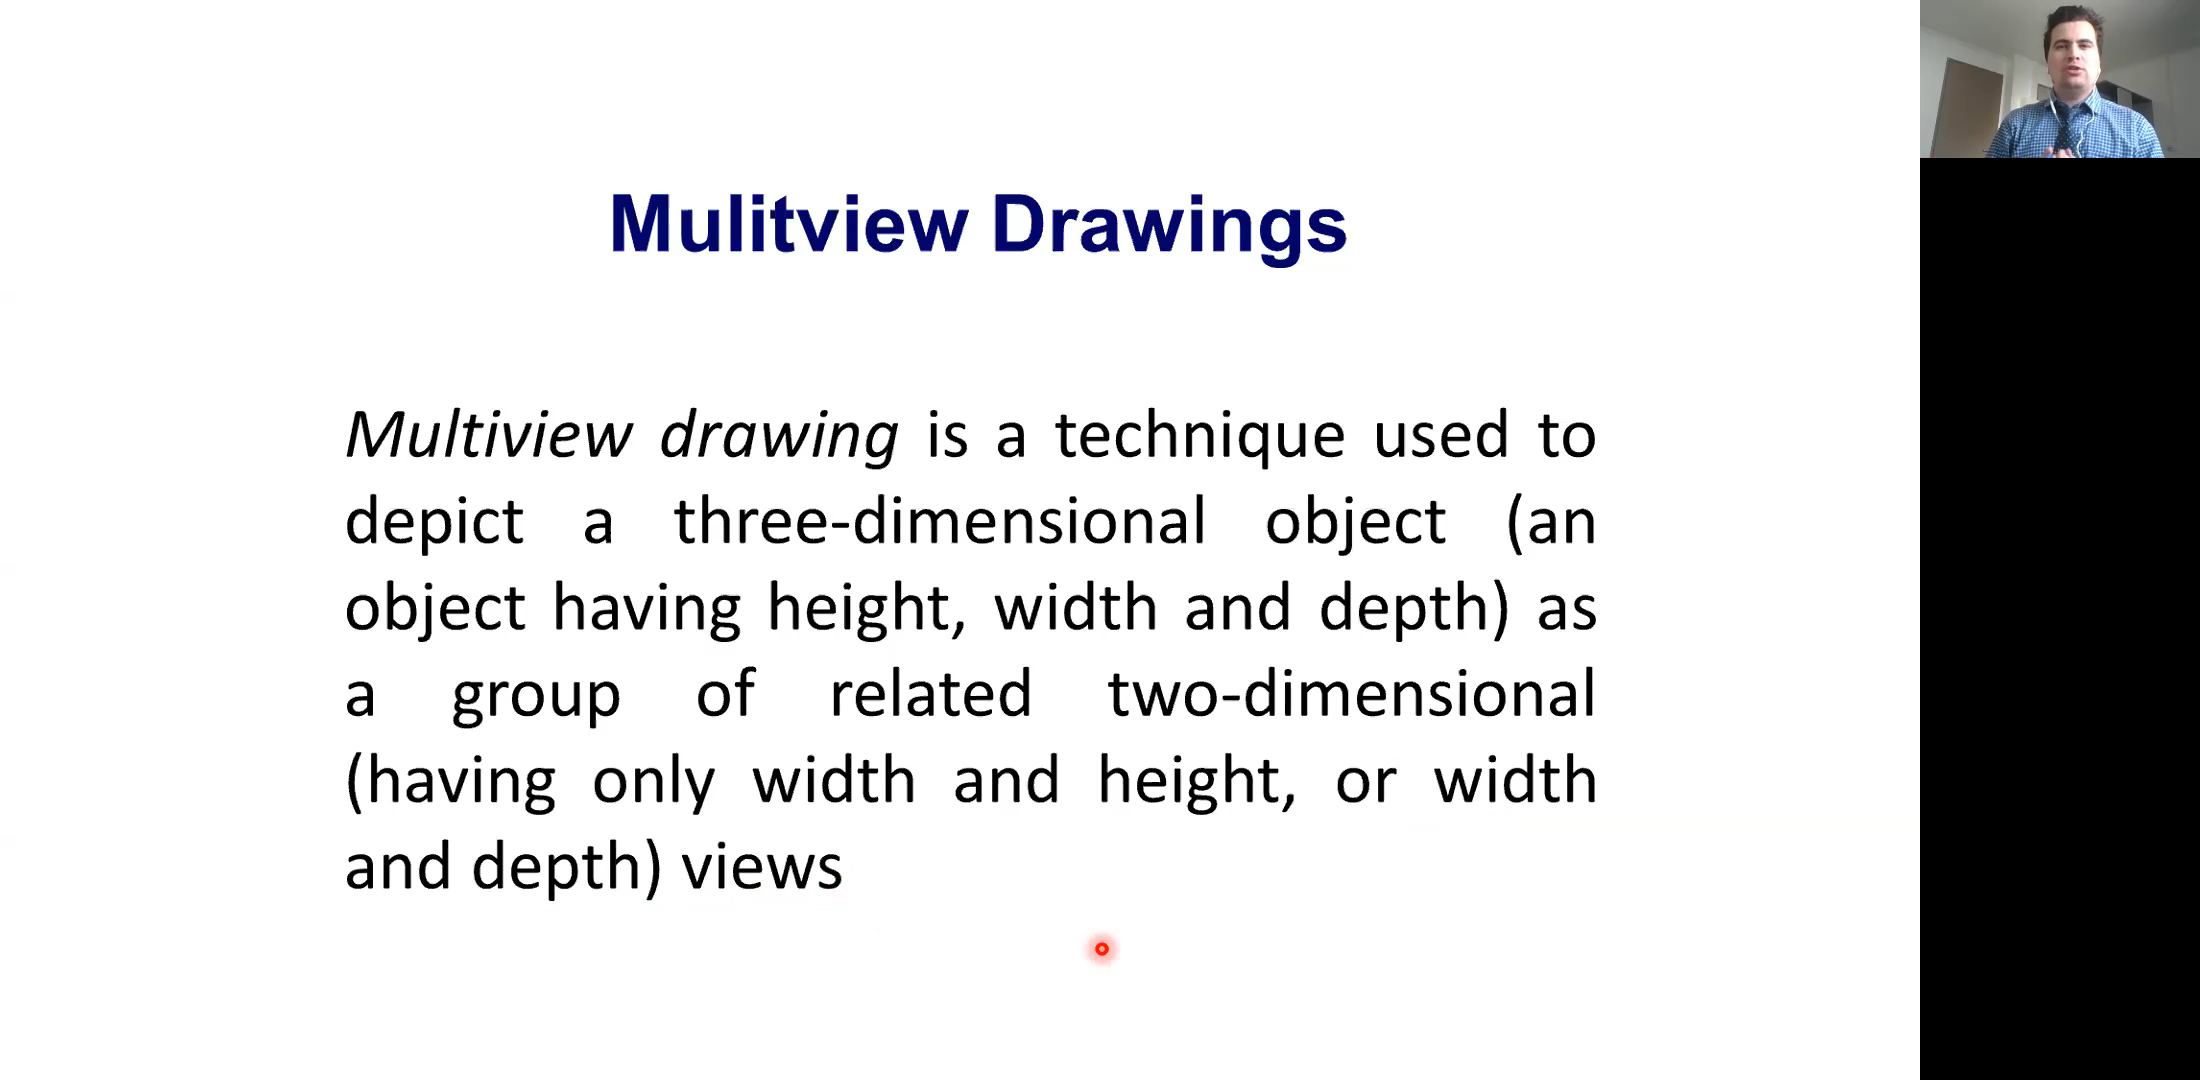 Mulitview Drawings
Multiview drawing is a technique used to
depict a three-dimensional object (an
object having height, width and depth) as
a group of related two-dimensional
(having only width and height, or width
and depth) views